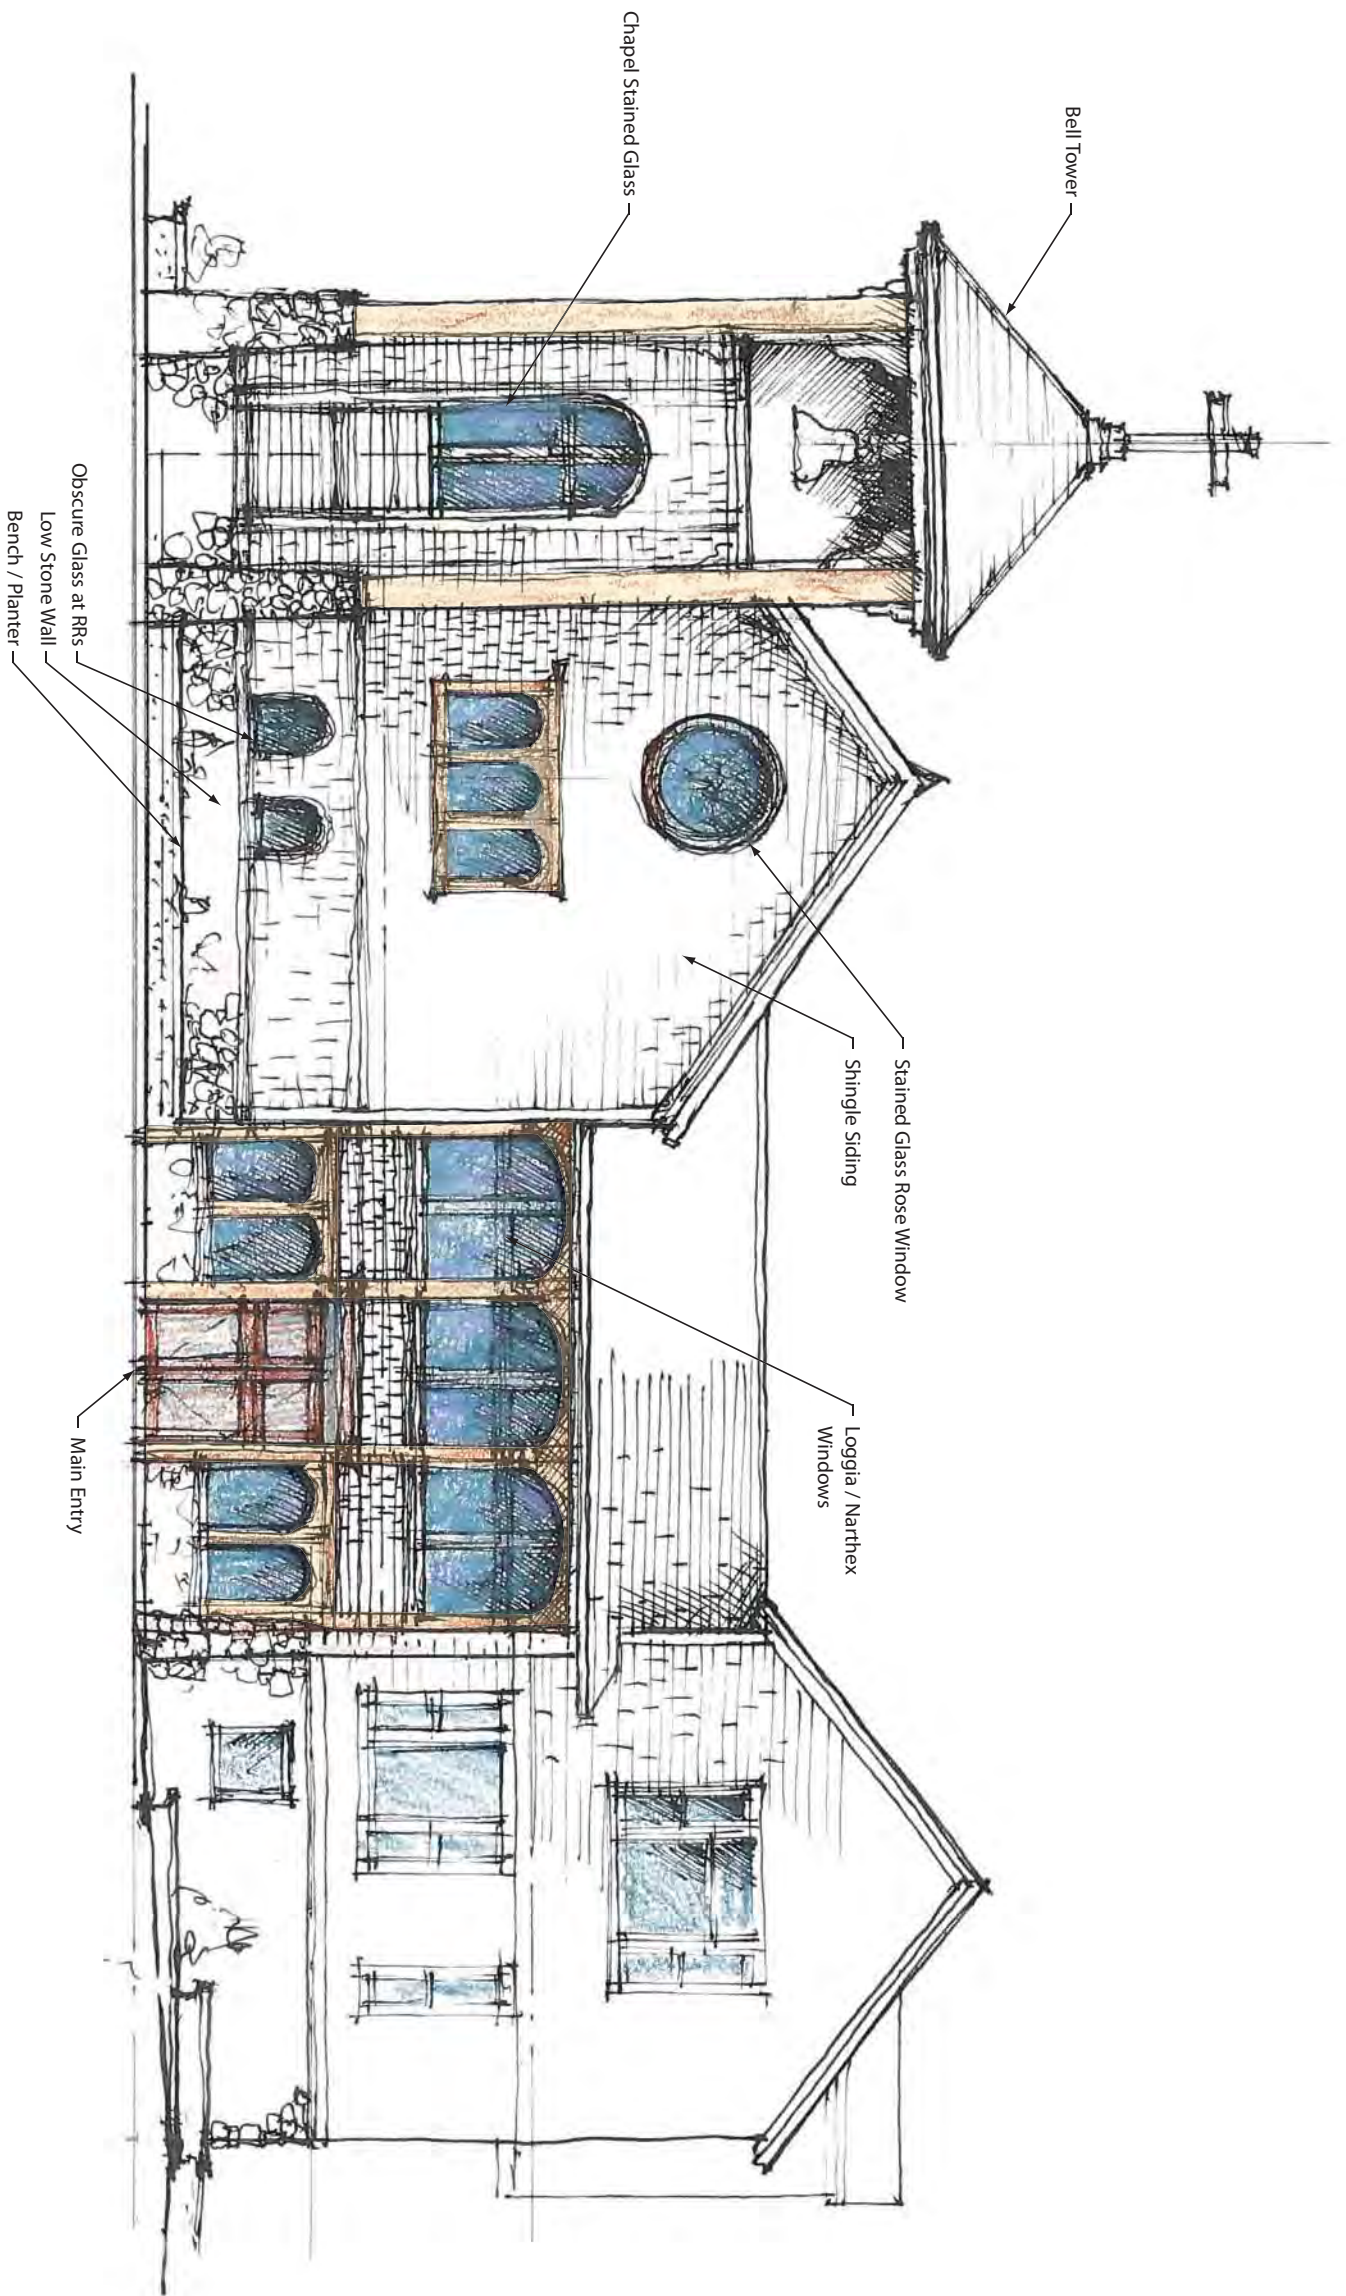 Bell Tower
Chapel Stained Glass
Stained Glass Rose Window
Shingle Siding
Loggia / Narthex
Windows
Obscure Glass at RRs
Low Stone Wall
Bench / Planter
Main Entry